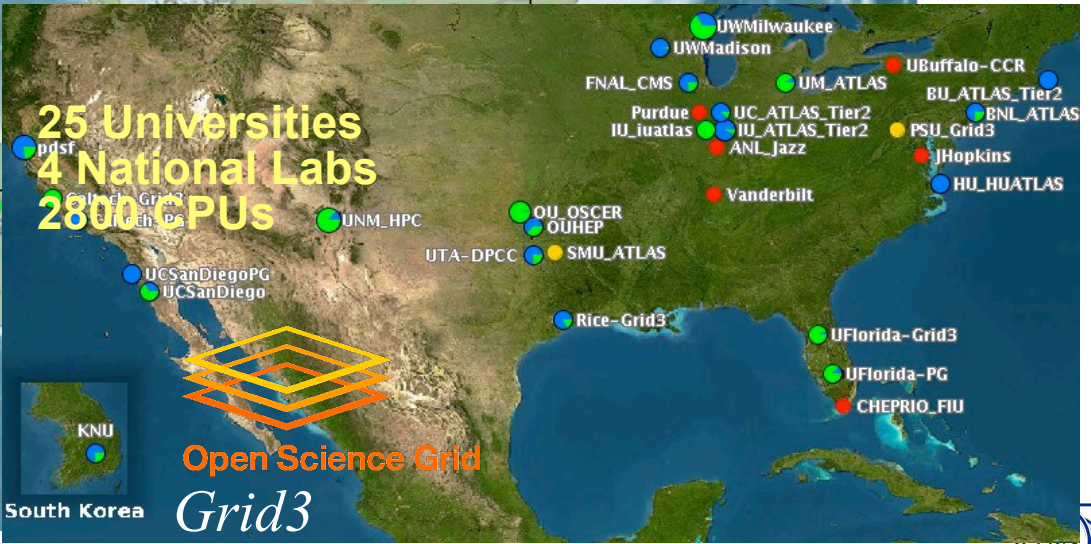 UWMilwaukee
UWMadison
UBuffalo-CCR
FNAL_CMS
UM_ATLAS
BU_ATLAS_Tier2
25 Universities
Purdue
UC_ATLAS_Tier2
BNL_ATLAS
IU_iuatlas
IU_ATLAS_Tier2
PSU_Grid3
pdsf
ANL_Jazz
JHopkins
4 National Labs
HU_HUATLAS
Vanderbilt
Caltech-Grid3
2800 CPUs
UNM_HPC
OU_OSCER
OUHEP
UTA-DPCC
SMU_ATLAS
UCSanDiegoPG
UCSanDiego
Rice-Grid3
UFlorida-Grid3
UFlorida-PG
CHEPRIO_FIU
KNU
Open Science Grid
South Korea
Grid3